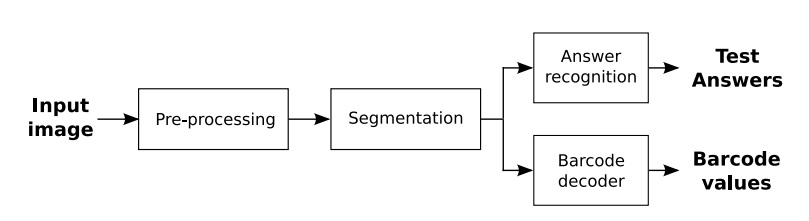 Input
image
Pre-processing
Segmentation
Answer
recognition
Test
Answers
Barcode
decoder
Barcode
values